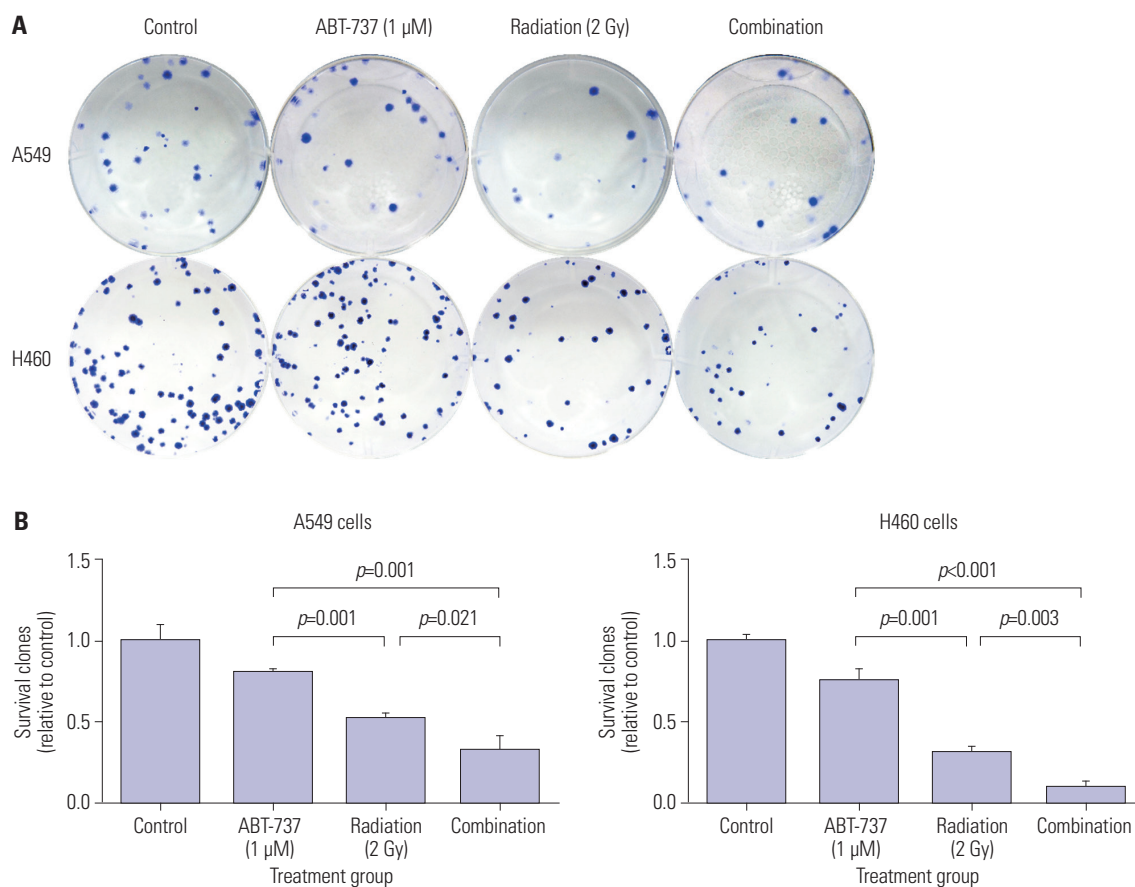 A
Control
ABT-737 (1 µM)
Radiation (2 Gy)
Combination
A549
H460
B
A549 cells
Survival clones
(relative to control)
1.5
1.0
0.5
0.0
p=0.001
p=0.001
p=0.021
Control
ABT-737
(1 µM)
Radiation
(2 Gy)
Combination
Treatment group
H460 cells
Survival clones
(relative to control)
1.5
1.0
0.5
0.0
p<0.001
p=0.001
p=0.003
Control
ABT-737
(1 µM)
Radiation
(2 Gy)
Combination
Treatment group